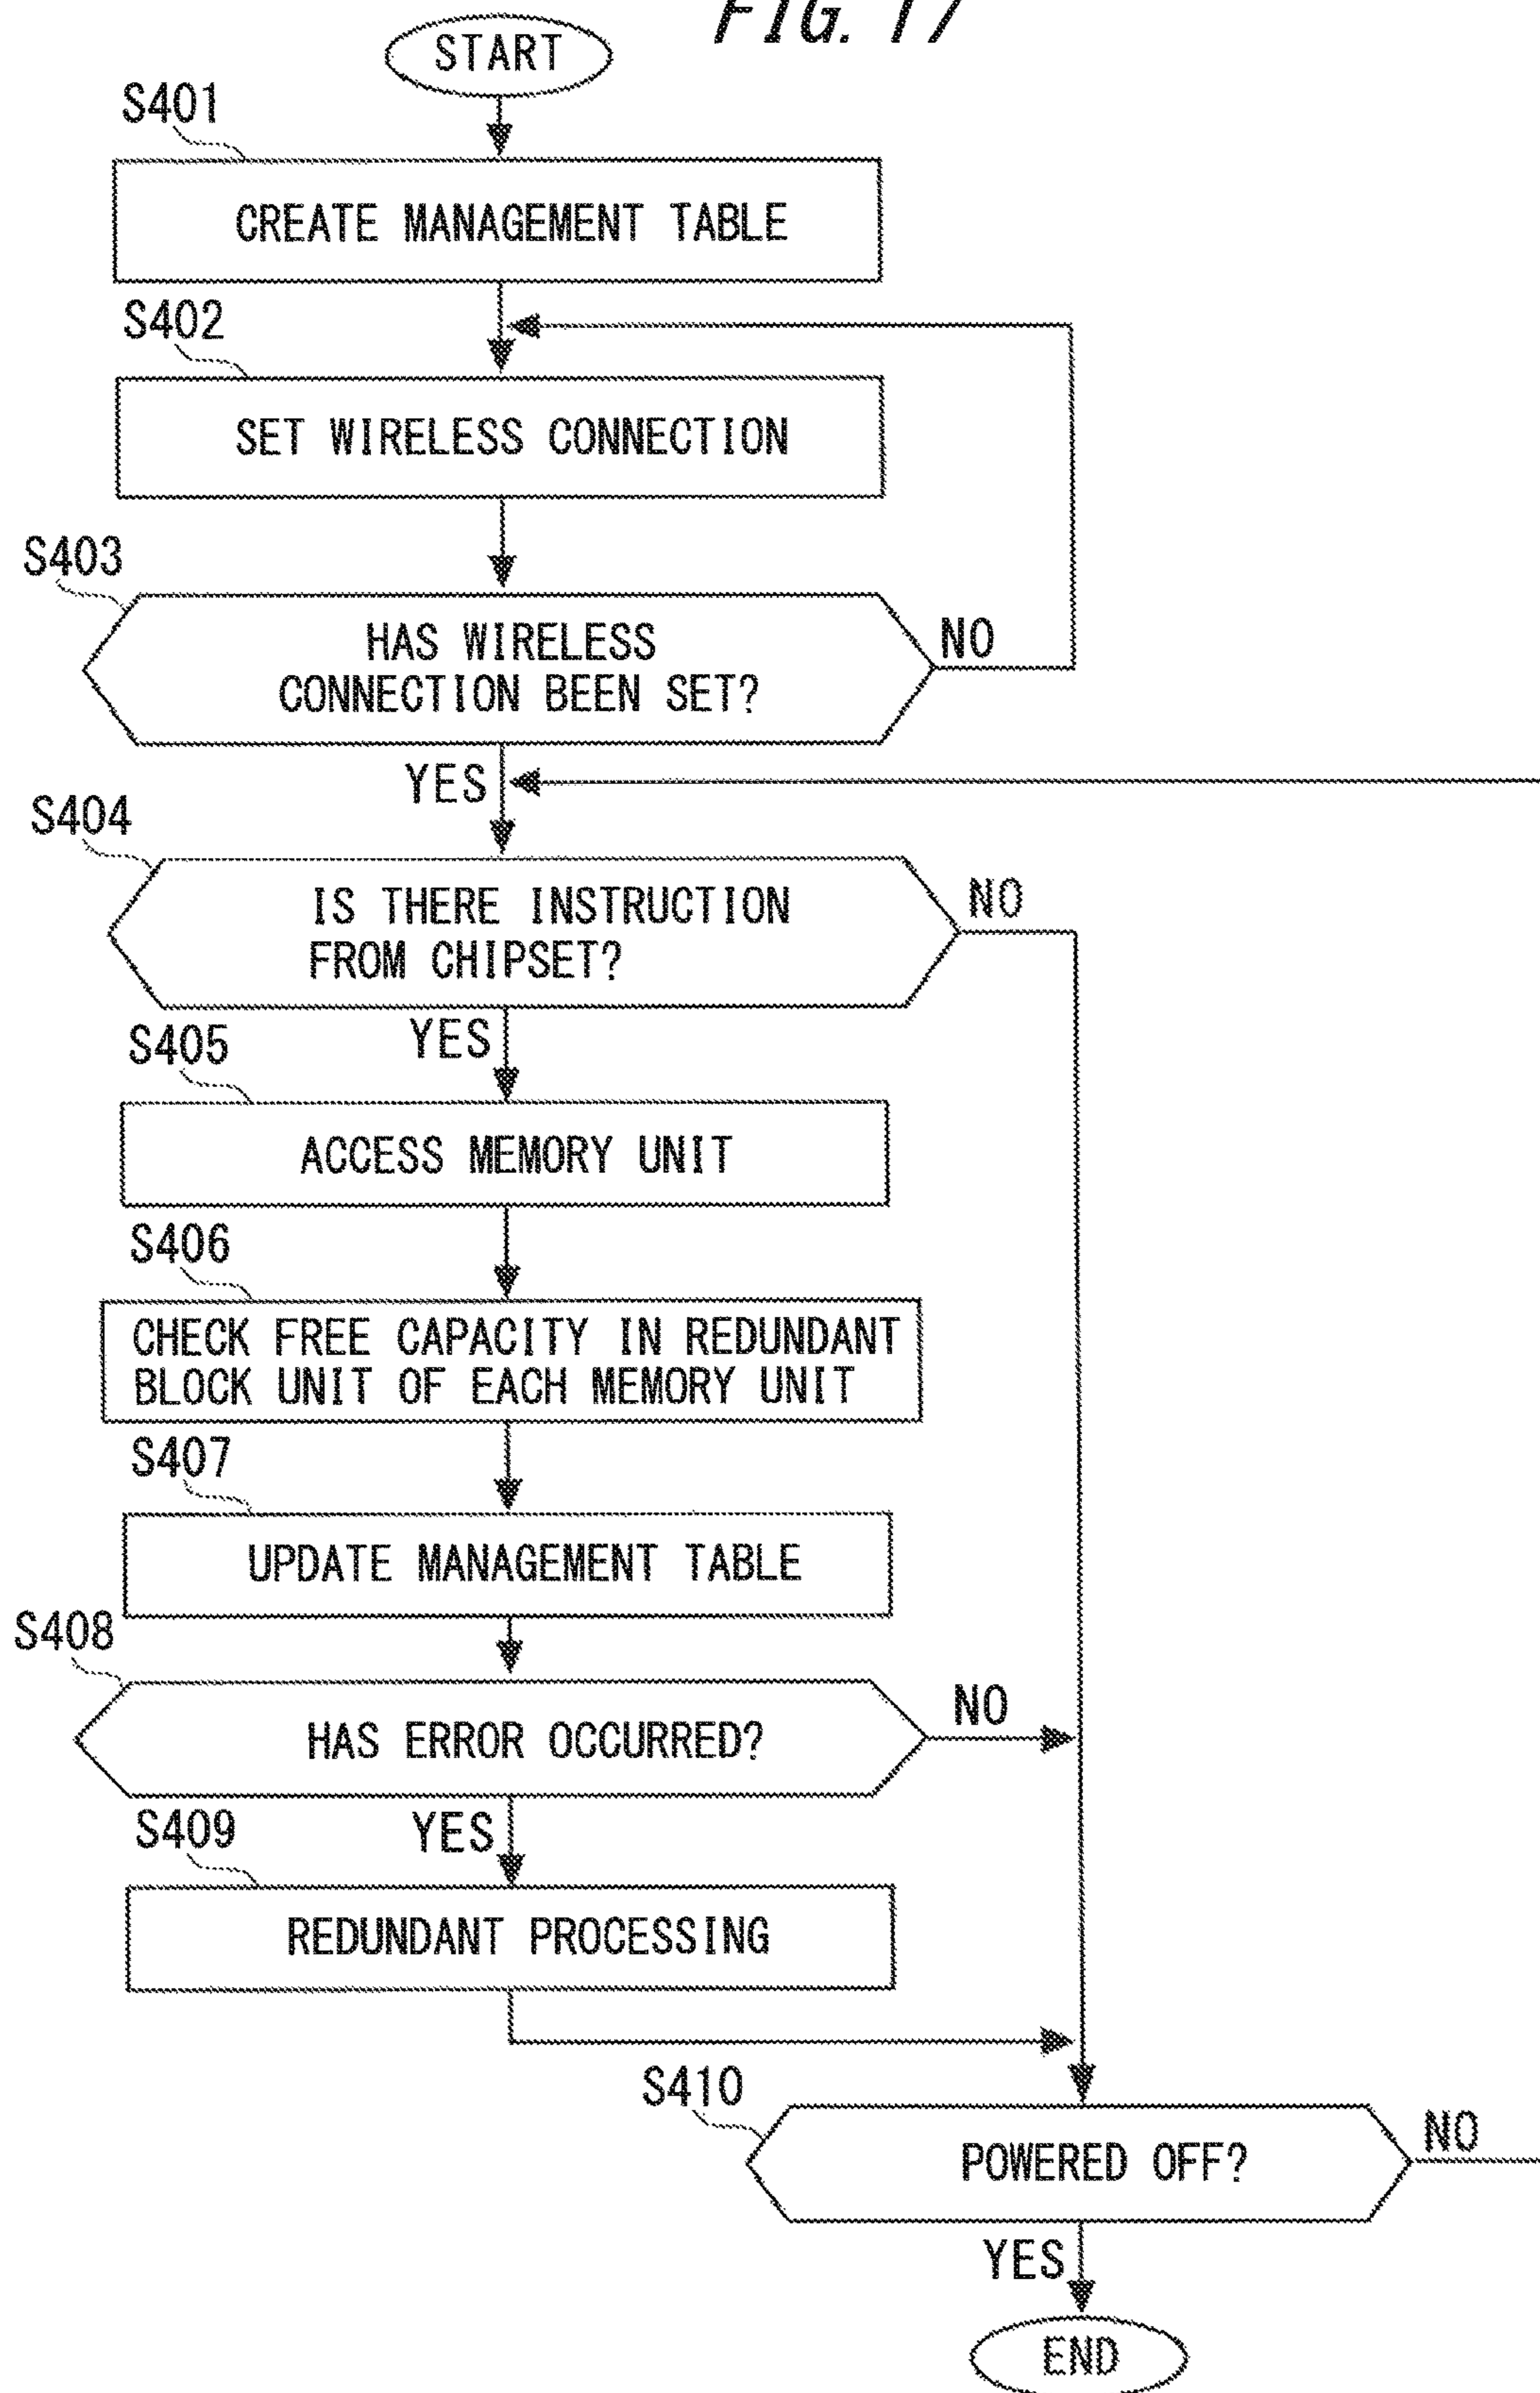 FIG. 17
START
S401
CREATE MANAGEMENT TABLE
S402
SET WIRELESS CONNECTION
S403
HAS WIRELESS
CONNECTION BEEN SET?
NO
YES
S404
IS THERE INSTRUCTION
FROM CHIPSET?
NO
YES
S405
ACCESS MEMORY UNIT
S406
CHECK FREE CAPACITY IN REDUNDANT
BLOCK UNIT OF EACH MEMORY UNIT
S407
UPDATE MANAGEMENT TABLE
S408
HAS ERROR OCCURRED?
NO
YES
S409
REDUNDANT PROCESSING
S410
POWERED OFF?
NO
YES
END